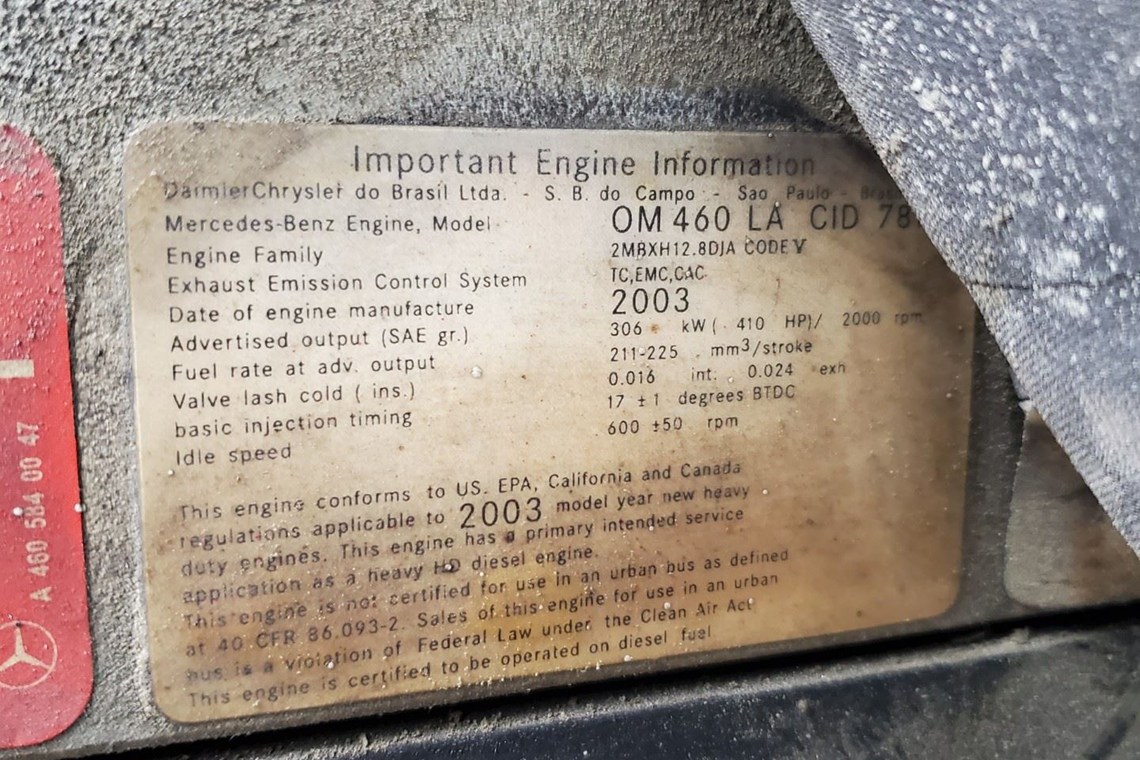 Important Engine Information
DaimlerChrysler do Brasil Ltda. - S. B. do Campo - Sao Paulo -
Mercedes-Benz Engine, Model OM 460 LA CID
Engine Family 2MBXH12.8DJA CODE V
Exhaust Emission Control System TC,EMC,CAC
Date of engine manufacture 2003
Advertised output (SAE gr.) 306 kW ( 410 HP)/ 2000 rpm
Fuel rate at adv. output 211-225 mm3/stroke
Valve lash cold ( ins.) 0.016 int. 0.024 exh
basic injection timing 17 ±1 degrees BTDC
Idle speed 600 ±50 rpm
This engine conforms to US. EPA, California and Canada
regulations applicable to 2003 model year new heavy
duty engines. This engine has a primary intended service
application as a heavy HD diesel engine.
This engine is not certified for use in an urban bus as defined
at 40 CFR 86.093-2. Sales of this engine for use in an urban
bus is a violation of Federal Law under the Clean Air Act
This engine is certified to be operated on diesel fuel
A 460 584 00 47